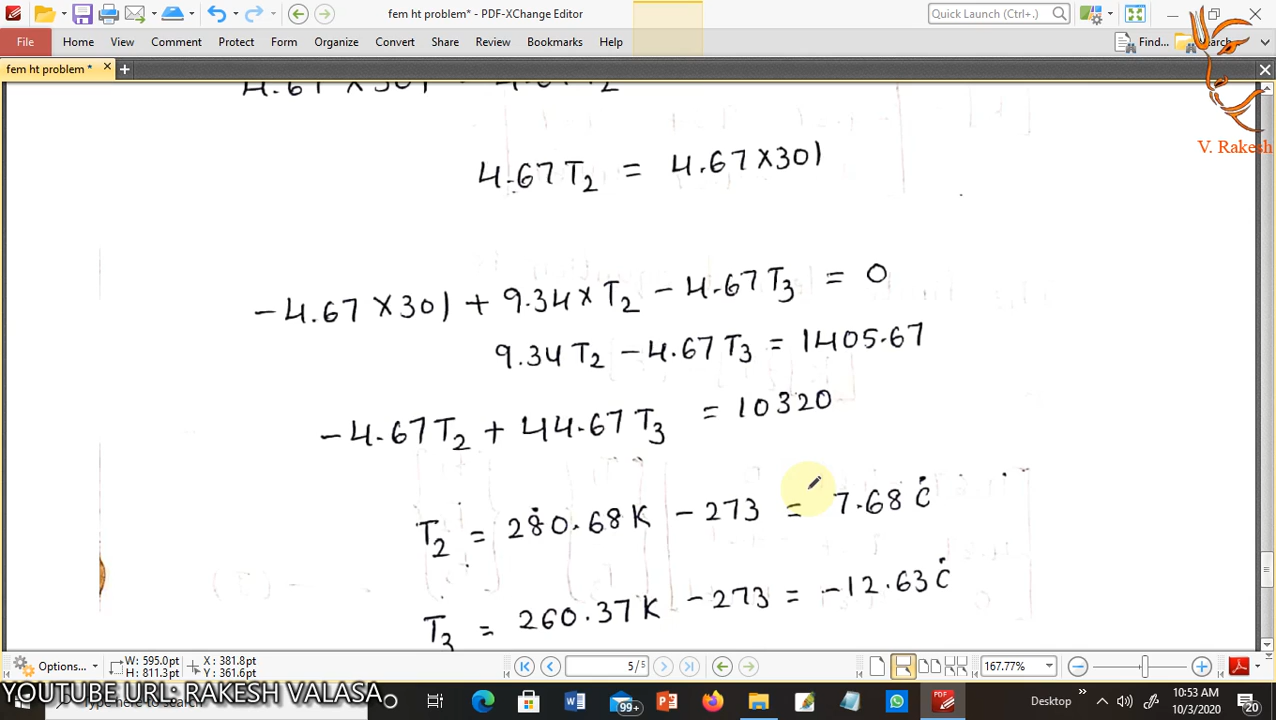 fem ht problem* - PDF-XChange Editor
Quick Launch (Ctrl+.)
File Home View Comment Protect Form Organize Convert Share Review Bookmarks Help Find... Search...
fem ht problem *
V. Rakesh
4.67 T2 = 4.67 X 301
-4.67 X 301 + 9.34 x T2 - 4.67 T3 = 0
9.34 T2 - 4.67 T3 = 1405.67
-4.67 T2 + 44.67 T3 = 10320
T2 = 280.68 K - 273 = 7.68°C
T3 = 260.37 K - 273 = -12.63°C
Options... W: 595.0pt X: 381.8pt 5 / 5 167.77%
H: 811.3pt Y: 361.6pt
YOUTUBE URL: RAKESH VALASA
Type here to search 99+ Desktop 10:53 AM
10/3/2020 20